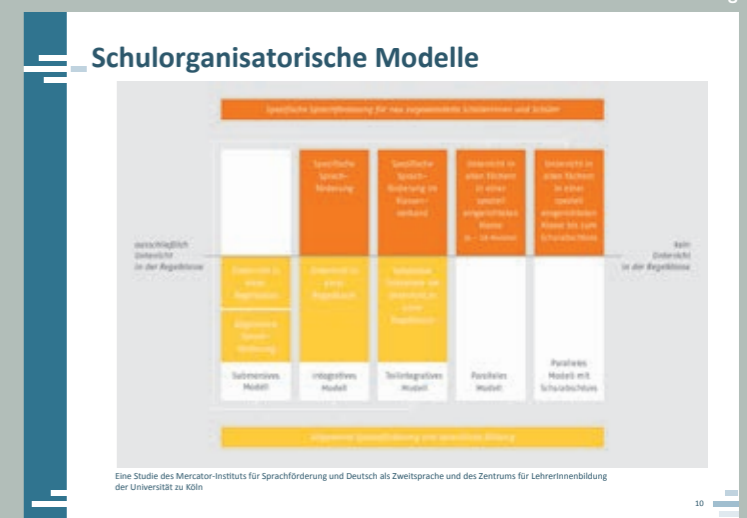 Schulorganisatorische Modelle
Spezifische Sprachförderung für neu zugewanderte Schülerinnen und Schüler
Spezifische
Sprach-
förderung
Spezifische
Sprach-
förderung im
Klassen-
verband
Unterricht in
allen Fächern
in einer
speziell
eingerichteten
Klasse
Unterricht in
allen Fächern
in einer
speziell
eingerichteten
Klasse bis zum
Schulabschluss
ausschließlich
Unterricht
in der Regelklasse
kein
Unterricht
in der Regelklasse
Unterricht in
einer
Regelklasse
Allgemeine
Sprach-
förderung
Unterricht in
einer
Regelklasse
Unterricht in
einer
Regelklasse
Submersives
Modell
Integratives
Modell
Teilintegratives
Modell
Paralleles
Modell
Paralleles
Modell mit
Schulabschluss
Allgemeine Sprachförderung und sprachliche Bildung
Eine Studie des Mercator-Instituts für Sprachförderung und Deutsch als Zweitsprache und des Zentrums für LehrerInnenbildung
der Universität zu Köln
10